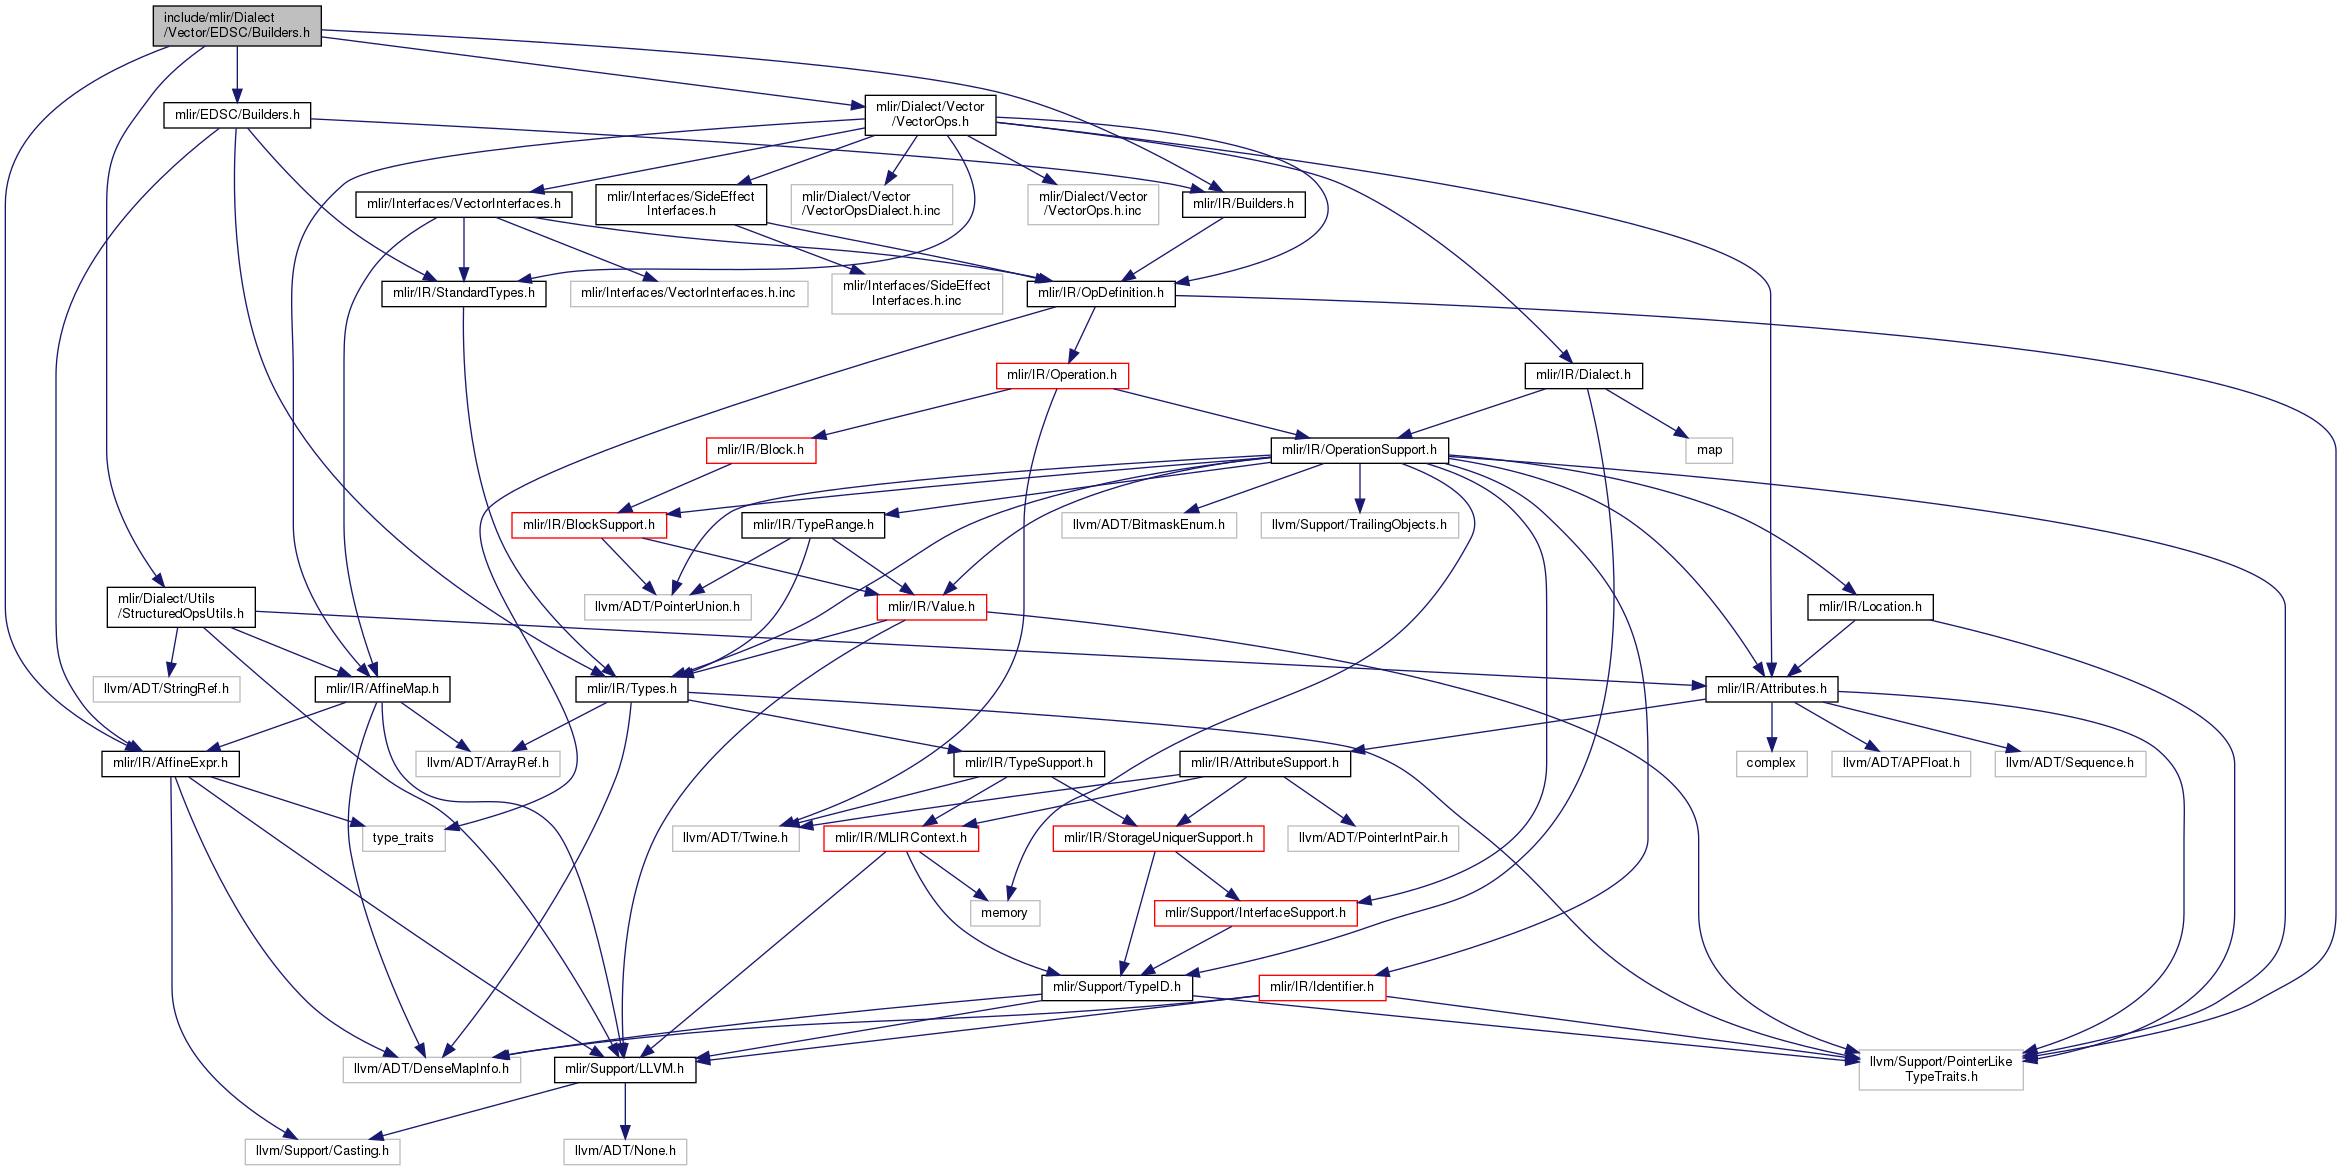 include/mlir/Dialect
/Vector/EDSC/Builders.h
mlir/EDSC/Builders.h
mlir/Dialect/Vector
/VectorOps.h
mlir/Interfaces/VectorInterfaces.h
mlir/Interfaces/SideEffect
Interfaces.h
mlir/Dialect/Vector
/VectorOpsDialect.h.inc
mlir/Dialect/Vector
/VectorOps.h.inc
mlir/IR/Builders.h
mlir/IR/StandardTypes.h
mlir/Interfaces/VectorInterfaces.h.inc
mlir/Interfaces/SideEffect
Interfaces.h.inc
mlir/IR/OpDefinition.h
mlir/IR/Operation.h
mlir/IR/Dialect.h
mlir/IR/Block.h
mlir/IR/OperationSupport.h
map
mlir/IR/BlockSupport.h
mlir/IR/TypeRange.h
llvm/ADT/BitmaskEnum.h
llvm/Support/TrailingObjects.h
mlir/Dialect/Utils
/StructuredOpsUtils.h
llvm/ADT/PointerUnion.h
mlir/IR/Value.h
mlir/IR/Location.h
llvm/ADT/StringRef.h
mlir/IR/AffineMap.h
mlir/IR/Types.h
mlir/IR/Attributes.h
mlir/IR/AffineExpr.h
llvm/ADT/ArrayRef.h
mlir/IR/TypeSupport.h
mlir/IR/AttributeSupport.h
complex
llvm/ADT/APFloat.h
llvm/ADT/Sequence.h
type_traits
llvm/ADT/Twine.h
mlir/IR/MLIRContext.h
mlir/IR/StorageUniquerSupport.h
llvm/ADT/PointerIntPair.h
memory
mlir/Support/InterfaceSupport.h
mlir/Support/TypeID.h
mlir/IR/Identifier.h
llvm/ADT/DenseMapInfo.h
mlir/Support/LLVM.h
llvm/Support/PointerLike
TypeTraits.h
llvm/Support/Casting.h
llvm/ADT/None.h